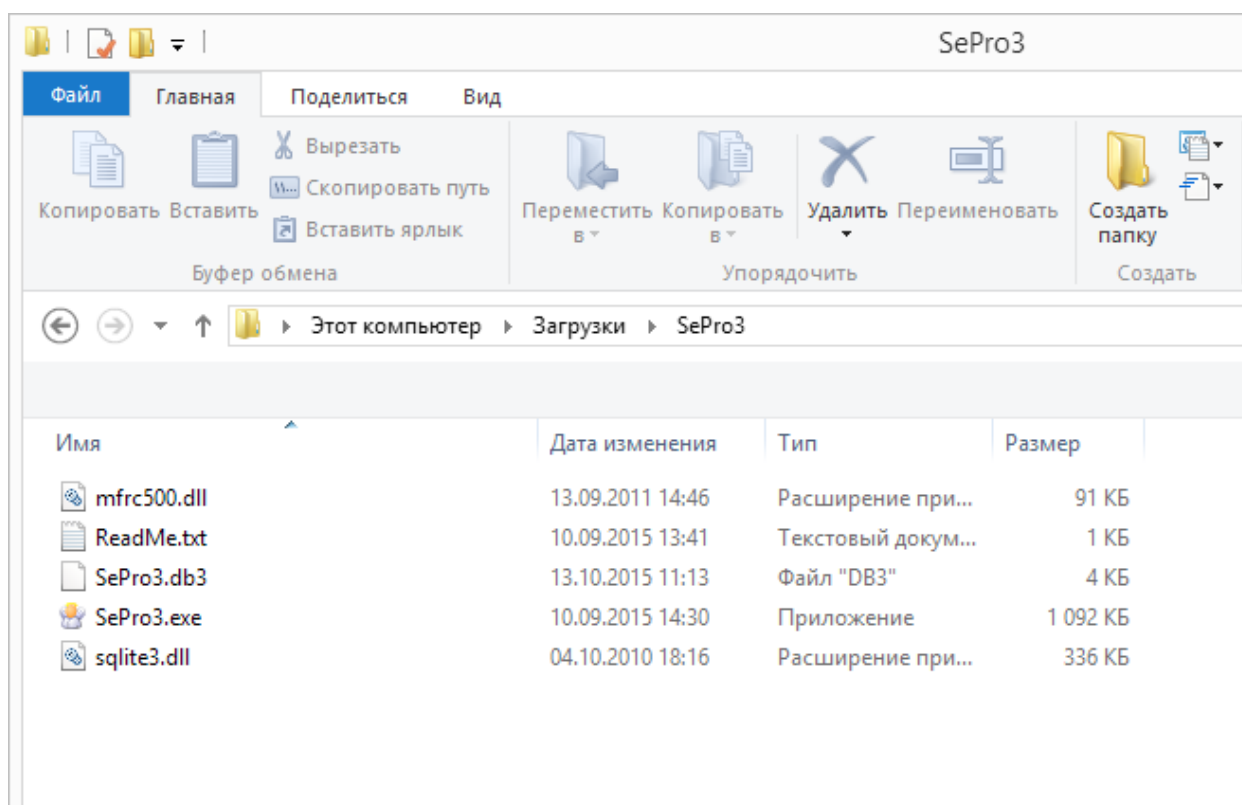 SePro3
Файл Главная Поделиться Вид
Копировать Вставить
Вырезать
Скопировать путь
Вставить ярлык
Буфер обмена
Переместить в Копировать в
Удалить Переименовать
Упорядочить
Создать папку
Создать
Этот компьютер Загрузки SePro3
Имя Дата изменения Тип Размер
mfrc500.dll 13.09.2011 14:46 Расширение при... 91 КБ
ReadMe.txt 10.09.2015 13:41 Текстовый докум... 1 КБ
SePro3.db3 13.10.2015 11:13 Файл "DB3" 4 КБ
SePro3.exe 10.09.2015 14:30 Приложение 1 092 КБ
sqlite3.dll 04.10.2010 18:16 Расширение при... 336 КБ